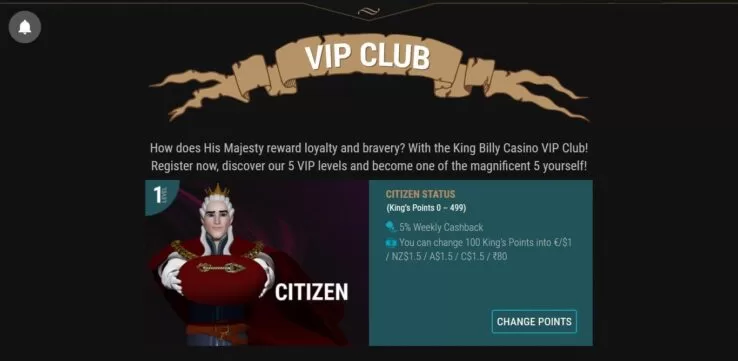 VIP CLUB
How does His Majesty reward loyalty and bravery? With the King Billy Casino VIP Club!
Register now, discover our 5 VIP levels and become one of the magnificent 5 yourself!
1
LEVEL
CITIZEN
CITIZEN STATUS
(King's Points 0 – 499)
5% Weekly Cashback
You can change 100 King's Points into €/$1
/ NZ$1.5 / A$1.5 / C$1.5 / ₹80
CHANGE POINTS